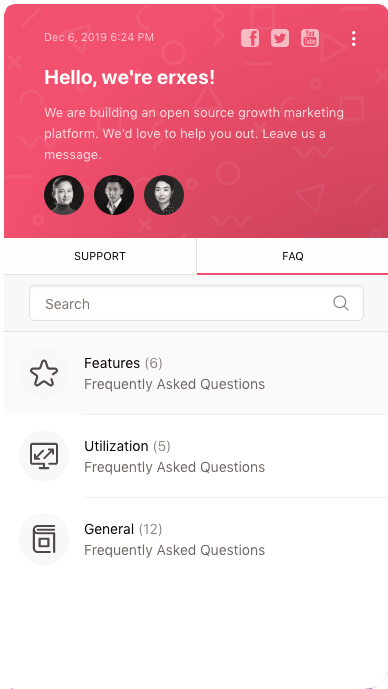 Dec 6, 2019 6:24 PM
You Tube
Hello, we're erxes!
We are building an open source growth marketing
platform. We'd love to help you out. Leave us a
message.
SUPPORT
FAQ
Search
Features (6)
Frequently Asked Questions
Utilization (5)
Frequently Asked Questions
General (12)
Frequently Asked Questions